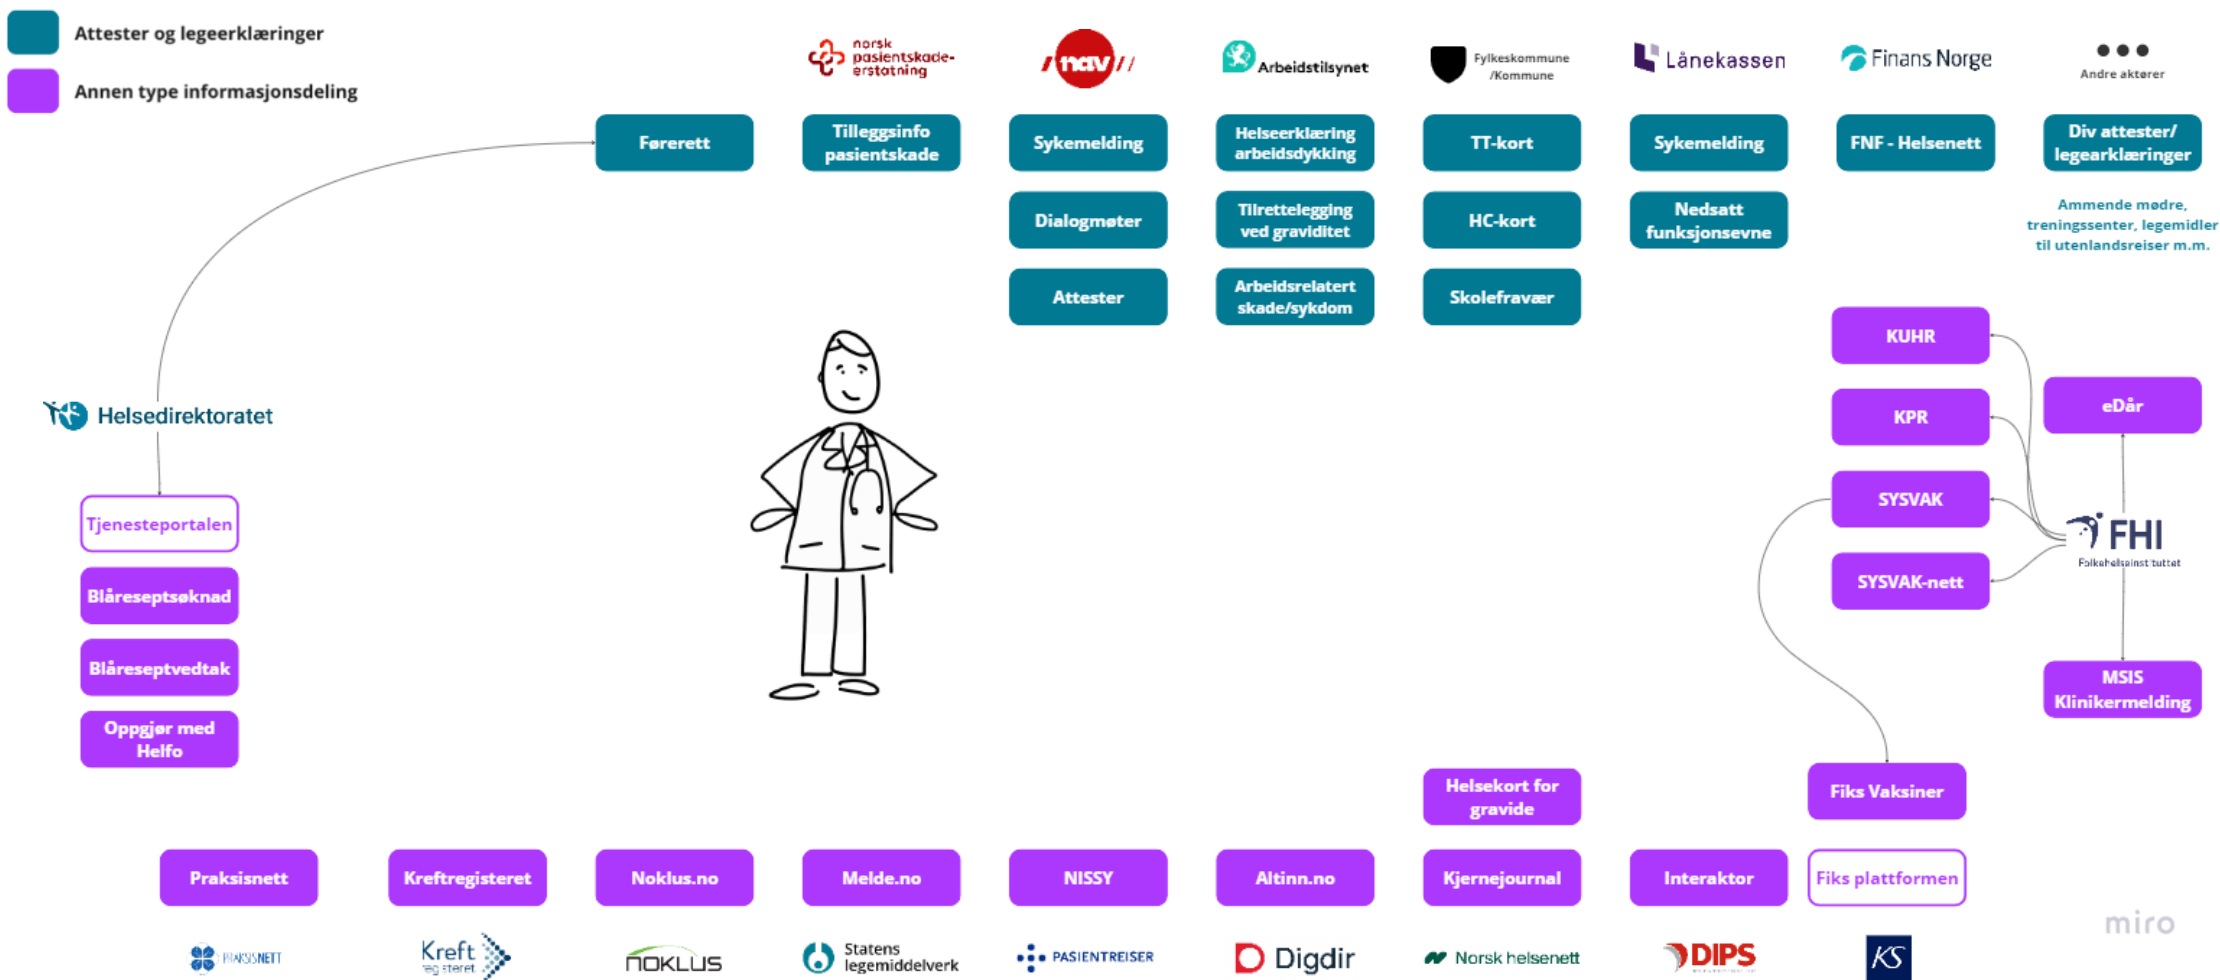 Attester og legeerklæringer
Annen type informasjonsdeling
norsk
pasientskade-
erstatning
nav
Arbeidstilsynet
Fylkeskommune
/Kommune
Lånekassen
Finans Norge
Andre aktører
Førerett
Tilleggsinfo
pasientskade
Sykemelding
Helseerklæring
arbeidsdykking
TT-kort
Sykemelding
FNF - Helsenett
Div attester/
legearklæringer
Dialogmøter
Tilrettelegging
ved graviditet
HC-kort
Nedsatt
funksjonsevne
Ammende mødre,
treningssenter, legemidler
til utenlandsreiser m.m.
Attester
Arbeidsrelatert
skade/sykdom
Skolefravær
KUHR
eDår
KPR
Helsedirektoratet
SYSVAK
Tjenesteportalen
FHI
Folkehelseinstituttet
SYSVAK-nett
Blåreseptsøknad
Blåreseptvedtak
MSIS
Klinikermelding
Oppgjør med
Helfo
Helsekort for
gravide
Fiks Vaksiner
Praksisnett
Kreftregisteret
Noklus.no
Melde.no
NISSY
Altinn.no
Kjernejournal
Interaktor
Fiks plattformen
miro
PRAKSISNETT
Kreft
registeret
NOKLUS
Statens
legemiddelverk
PASIENTREISER
Digdir
Norsk helsenett
DIPS
KS